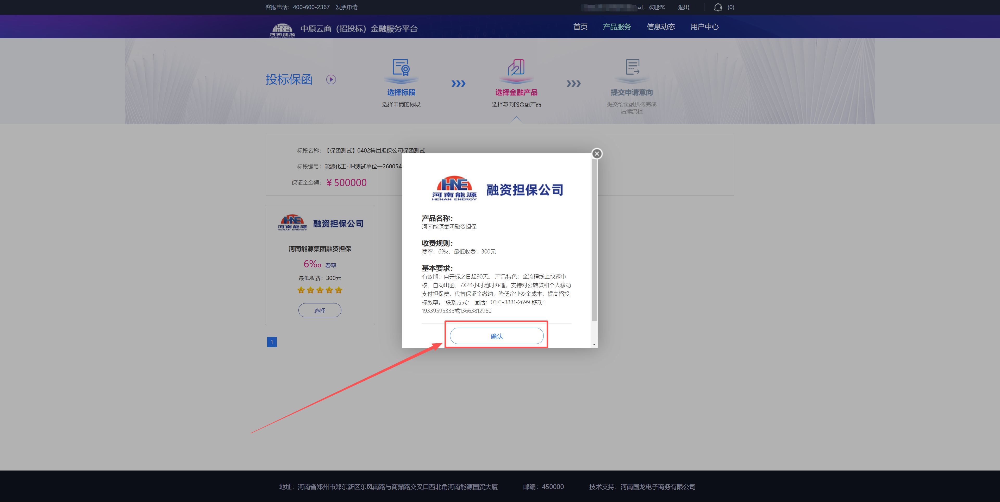 客服电话：400-600-2367 发票申请
司，欢迎您 退出 (0)
HNE
河南能源
HENAN ENERGY
中原云商（招投标）金融服务平台
首页 产品服务 信息动态 用户中心
投标保函
选择标段
选择申请的标段
选择金融产品
选择意向的金融产品
提交申请意向
提交给金融机构完成
后续流程
标段名称：【保函测试】0402集团担保公司保函测试
标段编号：能源化工-JH测试单位—260054
保证金金额：￥500000
HNE
河南能源
HENAN ENERGY
融资担保公司
河南能源集团融资担保
6‰ 费率
最低收费：300元
选择
1
HNE
河南能源
HENAN ENERGY
融资担保公司
产品名称：
河南能源集团融资担保
收费规则：
费率：6‰；最低收费：300元
基本要求：
有效期：自开标之日起90天。 产品特色：全流程线上快速审
核、自动出函，7X24小时随时办理，支持对公转款和个人移动
支付担保费，代替保证金缴纳，降低企业资金成本，提高招投
标效率。 联系方式： 固话：0371-8881-2699 移动：
19339595335或13663812960
确认
地址：河南省郑州市郑东新区东风南路与商鼎路交叉口西北角河南能源国贸大厦 邮编：450000 技术支持：河南国龙电子商务有限公司